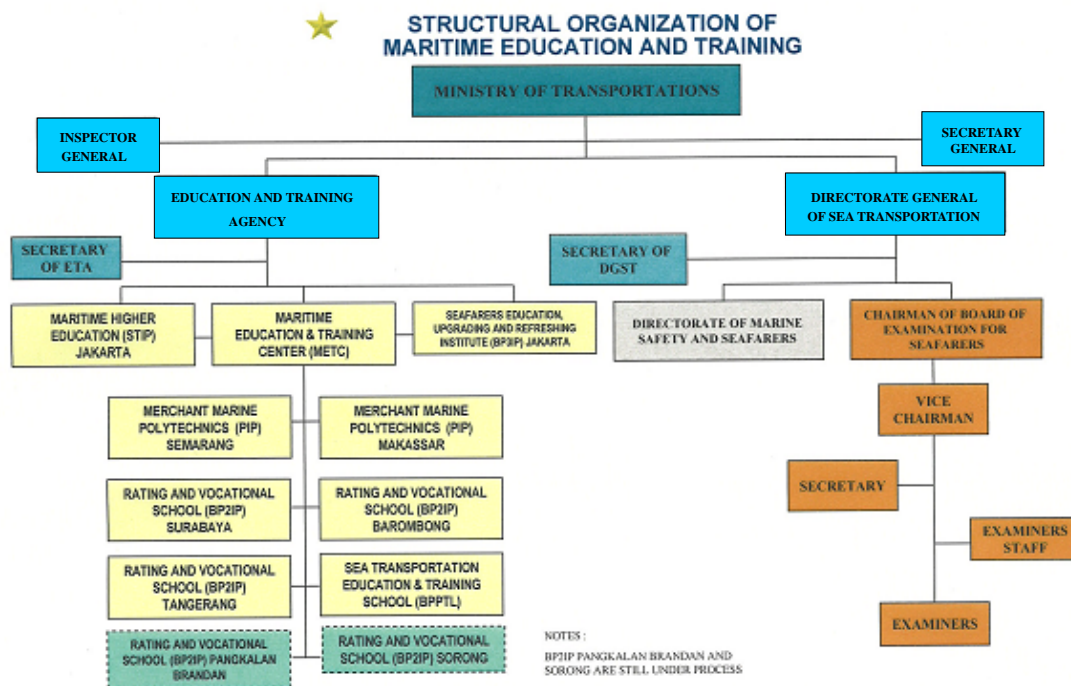 STRUCTURAL ORGANIZATION OF
MARITIME EDUCATION AND TRAINING
MINISTRY OF TRANSPORTATIONS
INSPECTOR
GENERAL
SECRETARY
GENERAL
EDUCATION AND TRAINING
AGENCY
DIRECTORATE GENERAL
OF SEA TRANSPORTATION
SECRETARY
OF ETA
SECRETARY OF
DGST
MARITIME HIGHER
EDUCATION (STIP)
JAKARTA
MARITIME
EDUCATION & TRAINING
CENTER (METC)
SEAFARERS EDUCATION,
UPGRADING AND REFRESHING
INSTITUTE (BP3IP) JAKARTA
DIRECTORATE OF MARINE
SAFETY AND SEAFARERS
CHAIRMAN OF BOARD OF
EXAMINATION FOR
SEAFARERS
MERCHANT MARINE
POLYTECHNICS (PIP)
SEMARANG
MERCHANT MARINE
POLYTECHNICS (PIP)
MAKASSAR
VICE
CHAIRMAN
RATING AND VOCATIONAL
SCHOOL (BP2IP)
SURABAYA
RATING AND VOCATIONAL
SCHOOL (BP2IP)
BAROMBONG
SECRETARY
EXAMINERS
STAFF
RATING AND VOCATIONAL
SCHOOL (BP2IP)
TANGERANG
SEA TRANSPORTATION
EDUCATION & TRAINING
SCHOOL (BPPTL)
EXAMINERS
RATING AND VOCATIONAL
SCHOOL (BP2IP) PANGKALAN
BRANDAN
RATING AND VOCATIONAL
SCHOOL (BP2IP) SORONG
NOTES :
BP2IP PANGKALAN BRANDAN AND
SORONG ARE STILL UNDER PROCESS